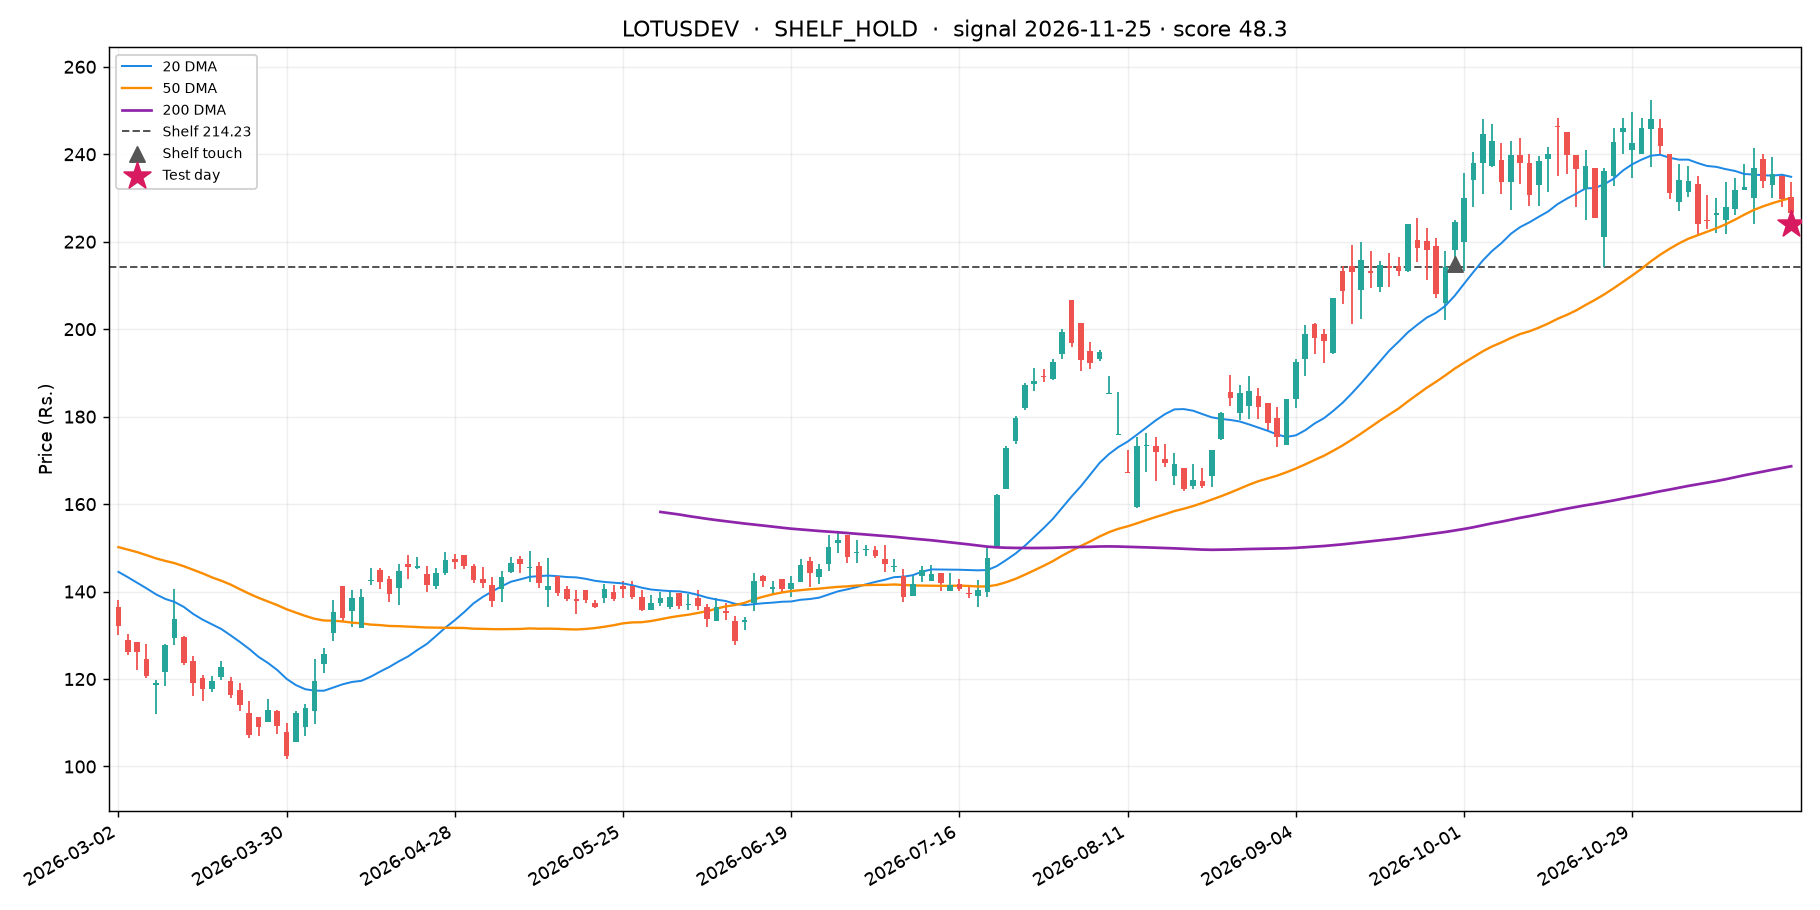 LOTUSDEV · SHELF_HOLD · signal 2026-11-25 · score 48.3
20 DMA
50 DMA
200 DMA
Shelf 214.23
Shelf touch
Test day
Price (Rs.)
260
240
220
200
180
160
140
120
100
2026-03-02
2026-03-30
2026-04-28
2026-05-25
2026-06-19
2026-07-16
2026-08-11
2026-09-04
2026-10-01
2026-10-29